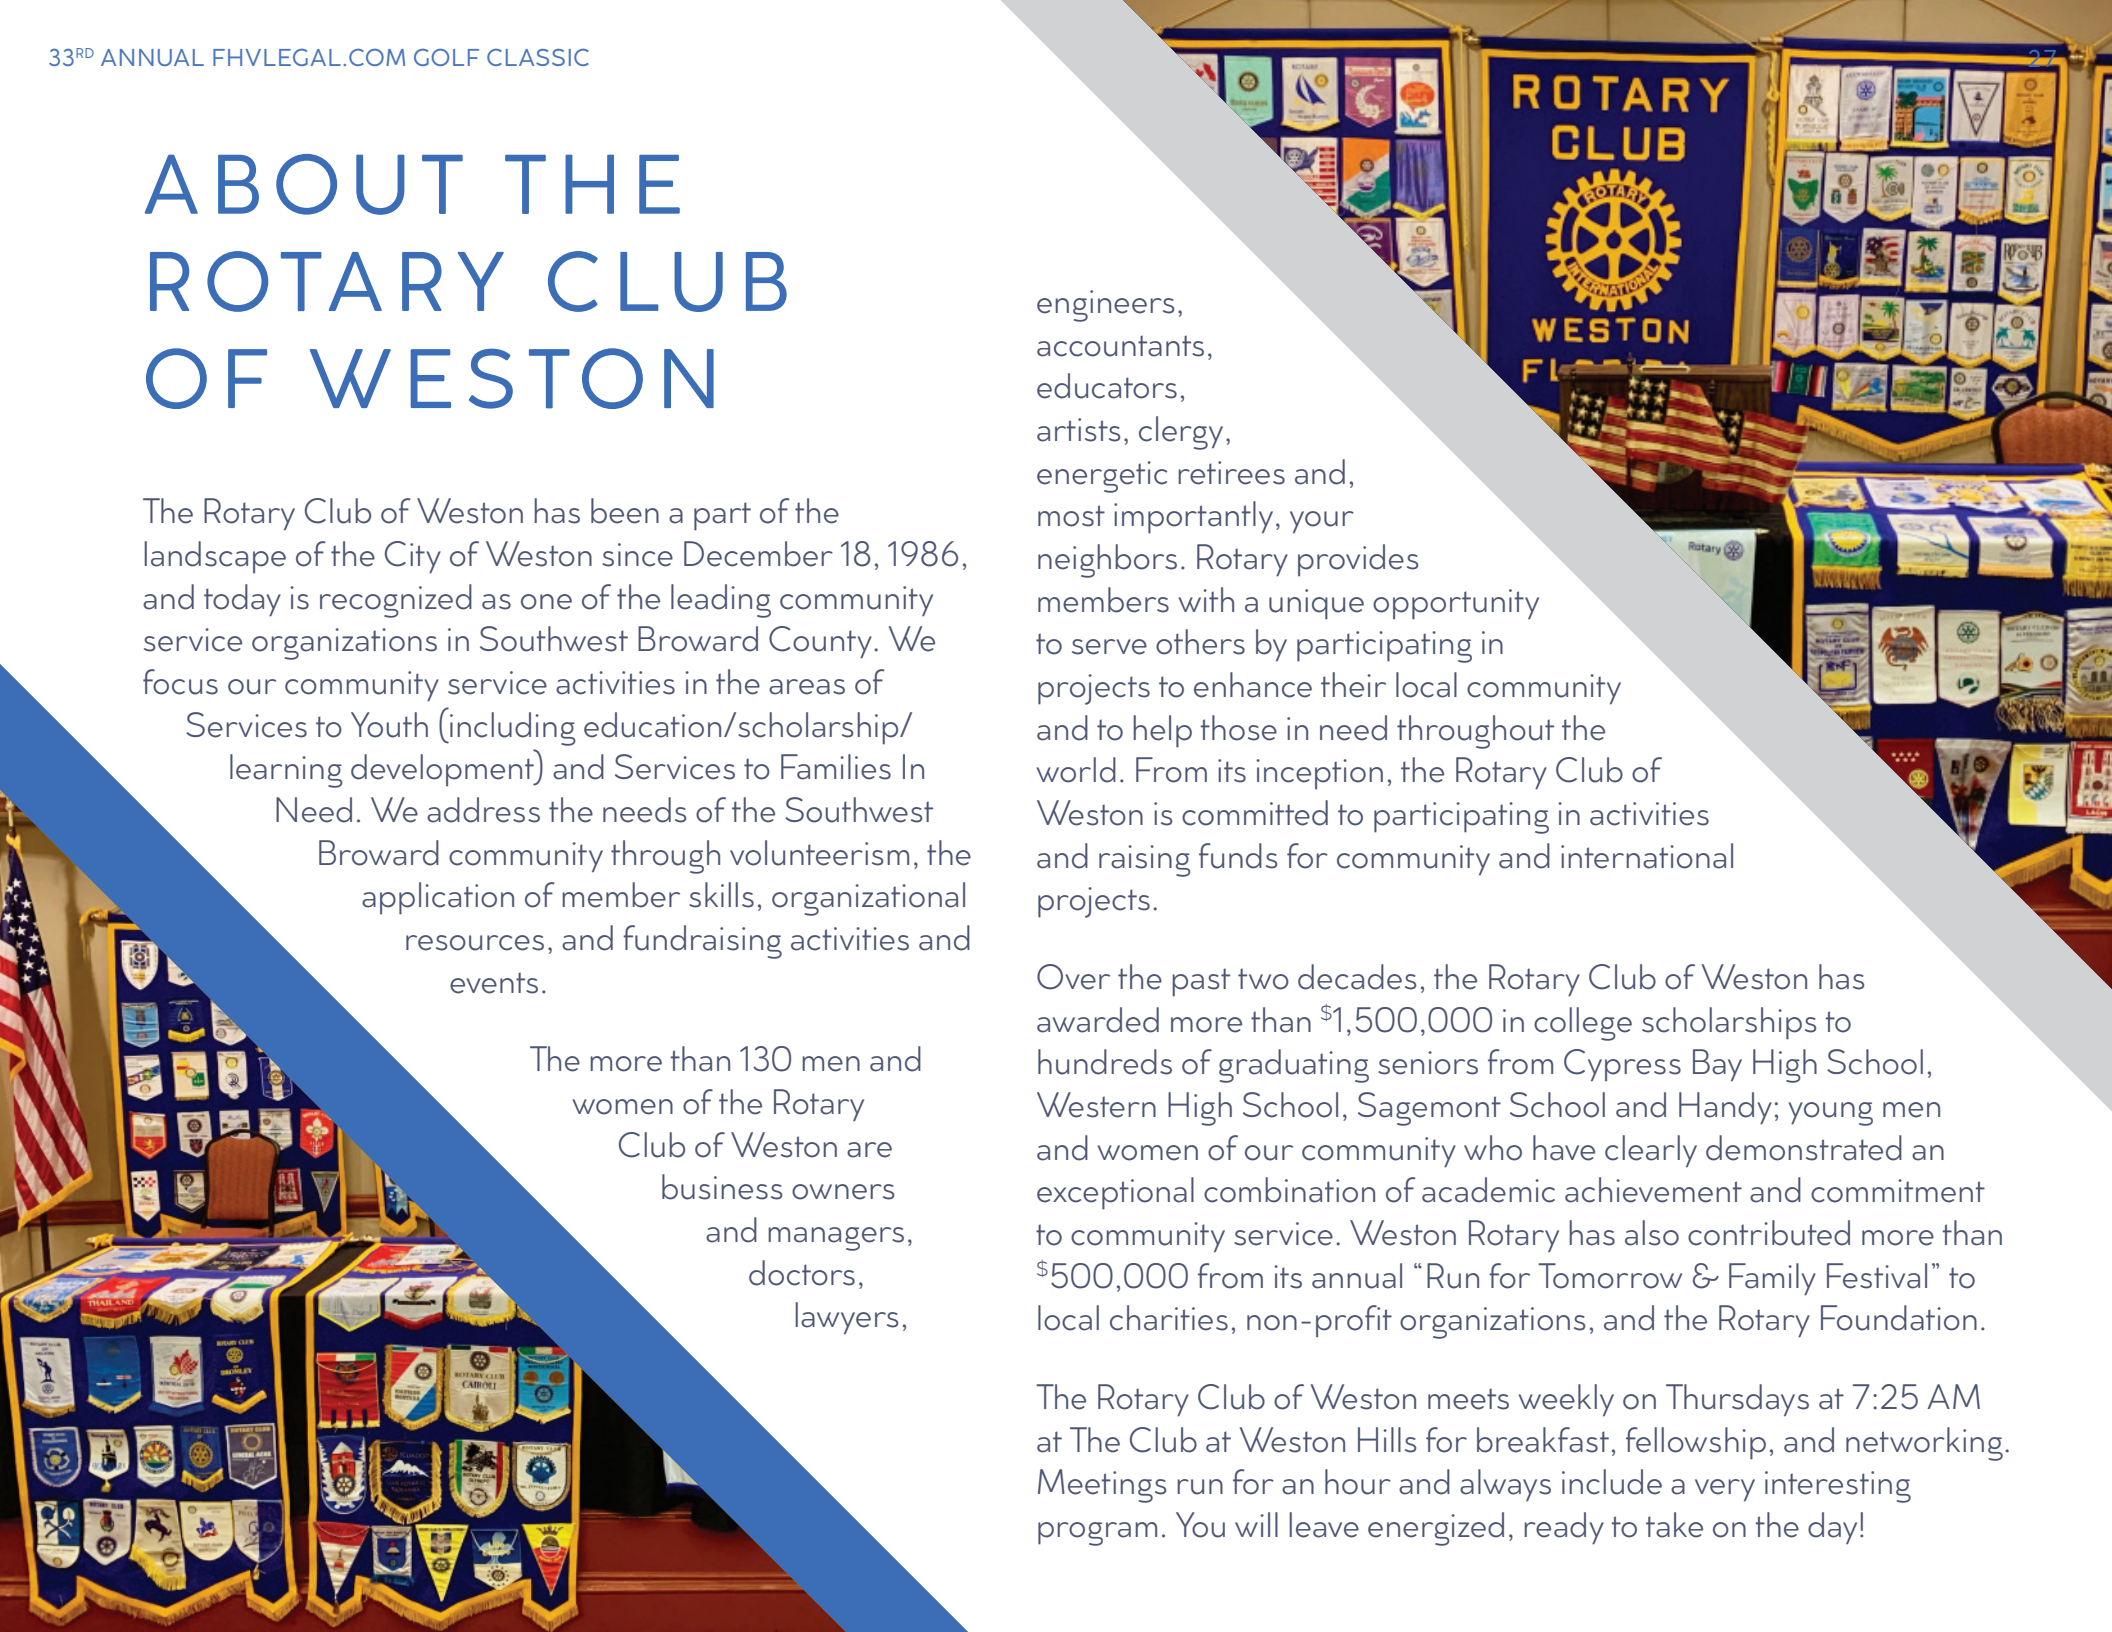 33RD ANNUAL FHVLEGAL.COM GOLF CLASSIC
27
ABOUT THE
ROTARY CLUB
OF WESTON
The Rotary Club of Weston has been a part of the
landscape of the City of Weston since December 18, 1986,
and today is recognized as one of the leading community
service organizations in Southwest Broward County. We
focus our community service activities in the areas of
Services to Youth (including education/scholarship/
learning development) and Services to Families In
Need. We address the needs of the Southwest
Broward community through volunteerism, the
application of member skills, organizational
resources, and fundraising activities and
events.
The more than 130 men and
women of the Rotary
Club of Weston are
business owners
and managers,
doctors,
lawyers,
engineers,
accountants,
educators,
artists, clergy,
energetic retirees and,
most importantly, your
neighbors. Rotary provides
members with a unique opportunity
to serve others by participating in
projects to enhance their local community
and to help those in need throughout the
world. From its inception, the Rotary Club of
Weston is committed to participating in activities
and raising funds for community and international
projects.
Over the past two decades, the Rotary Club of Weston has
awarded more than $1,500,000 in college scholarships to
hundreds of graduating seniors from Cypress Bay High School,
Western High School, Sagemont School and Handy; young men
and women of our community who have clearly demonstrated an
exceptional combination of academic achievement and commitment
to community service. Weston Rotary has also contributed more than
$500,000 from its annual “Run for Tomorrow & Family Festival” to
local charities, non-profit organizations, and the Rotary Foundation.
The Rotary Club of Weston meets weekly on Thursdays at 7:25 AM
at The Club at Weston Hills for breakfast, fellowship, and networking.
Meetings run for an hour and always include a very interesting
program. You will leave energized, ready to take on the day!
ROTARY
CLUB
ROTARY
INTERNATIONAL
WESTON
Rotary
THAILAND
ROTARY CLUB
CAIROLI